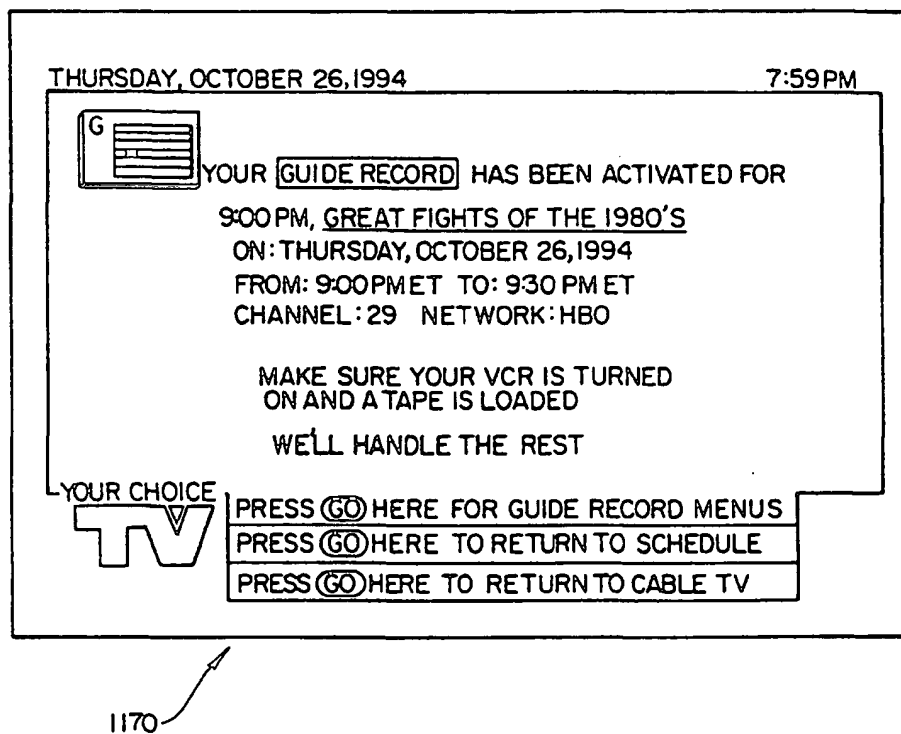 THURSDAY, OCTOBER 26,1994 7:59PM
G
YOUR GUIDE RECORD HAS BEEN ACTIVATED FOR
9:00PM, GREAT FIGHTS OF THE 1980'S
ON: THURSDAY, OCTOBER 26,1994
FROM: 9:00PM ET TO: 9:30 PM ET
CHANNEL: 29 NETWORK: HBO
MAKE SURE YOUR VCR IS TURNED
ON AND A TAPE IS LOADED
WE'LL HANDLE THE REST
YOUR CHOICE
TV
PRESS GO HERE FOR GUIDE RECORD MENUS
PRESS GO HERE TO RETURN TO SCHEDULE
PRESS GO HERE TO RETURN TO CABLE TV
1170